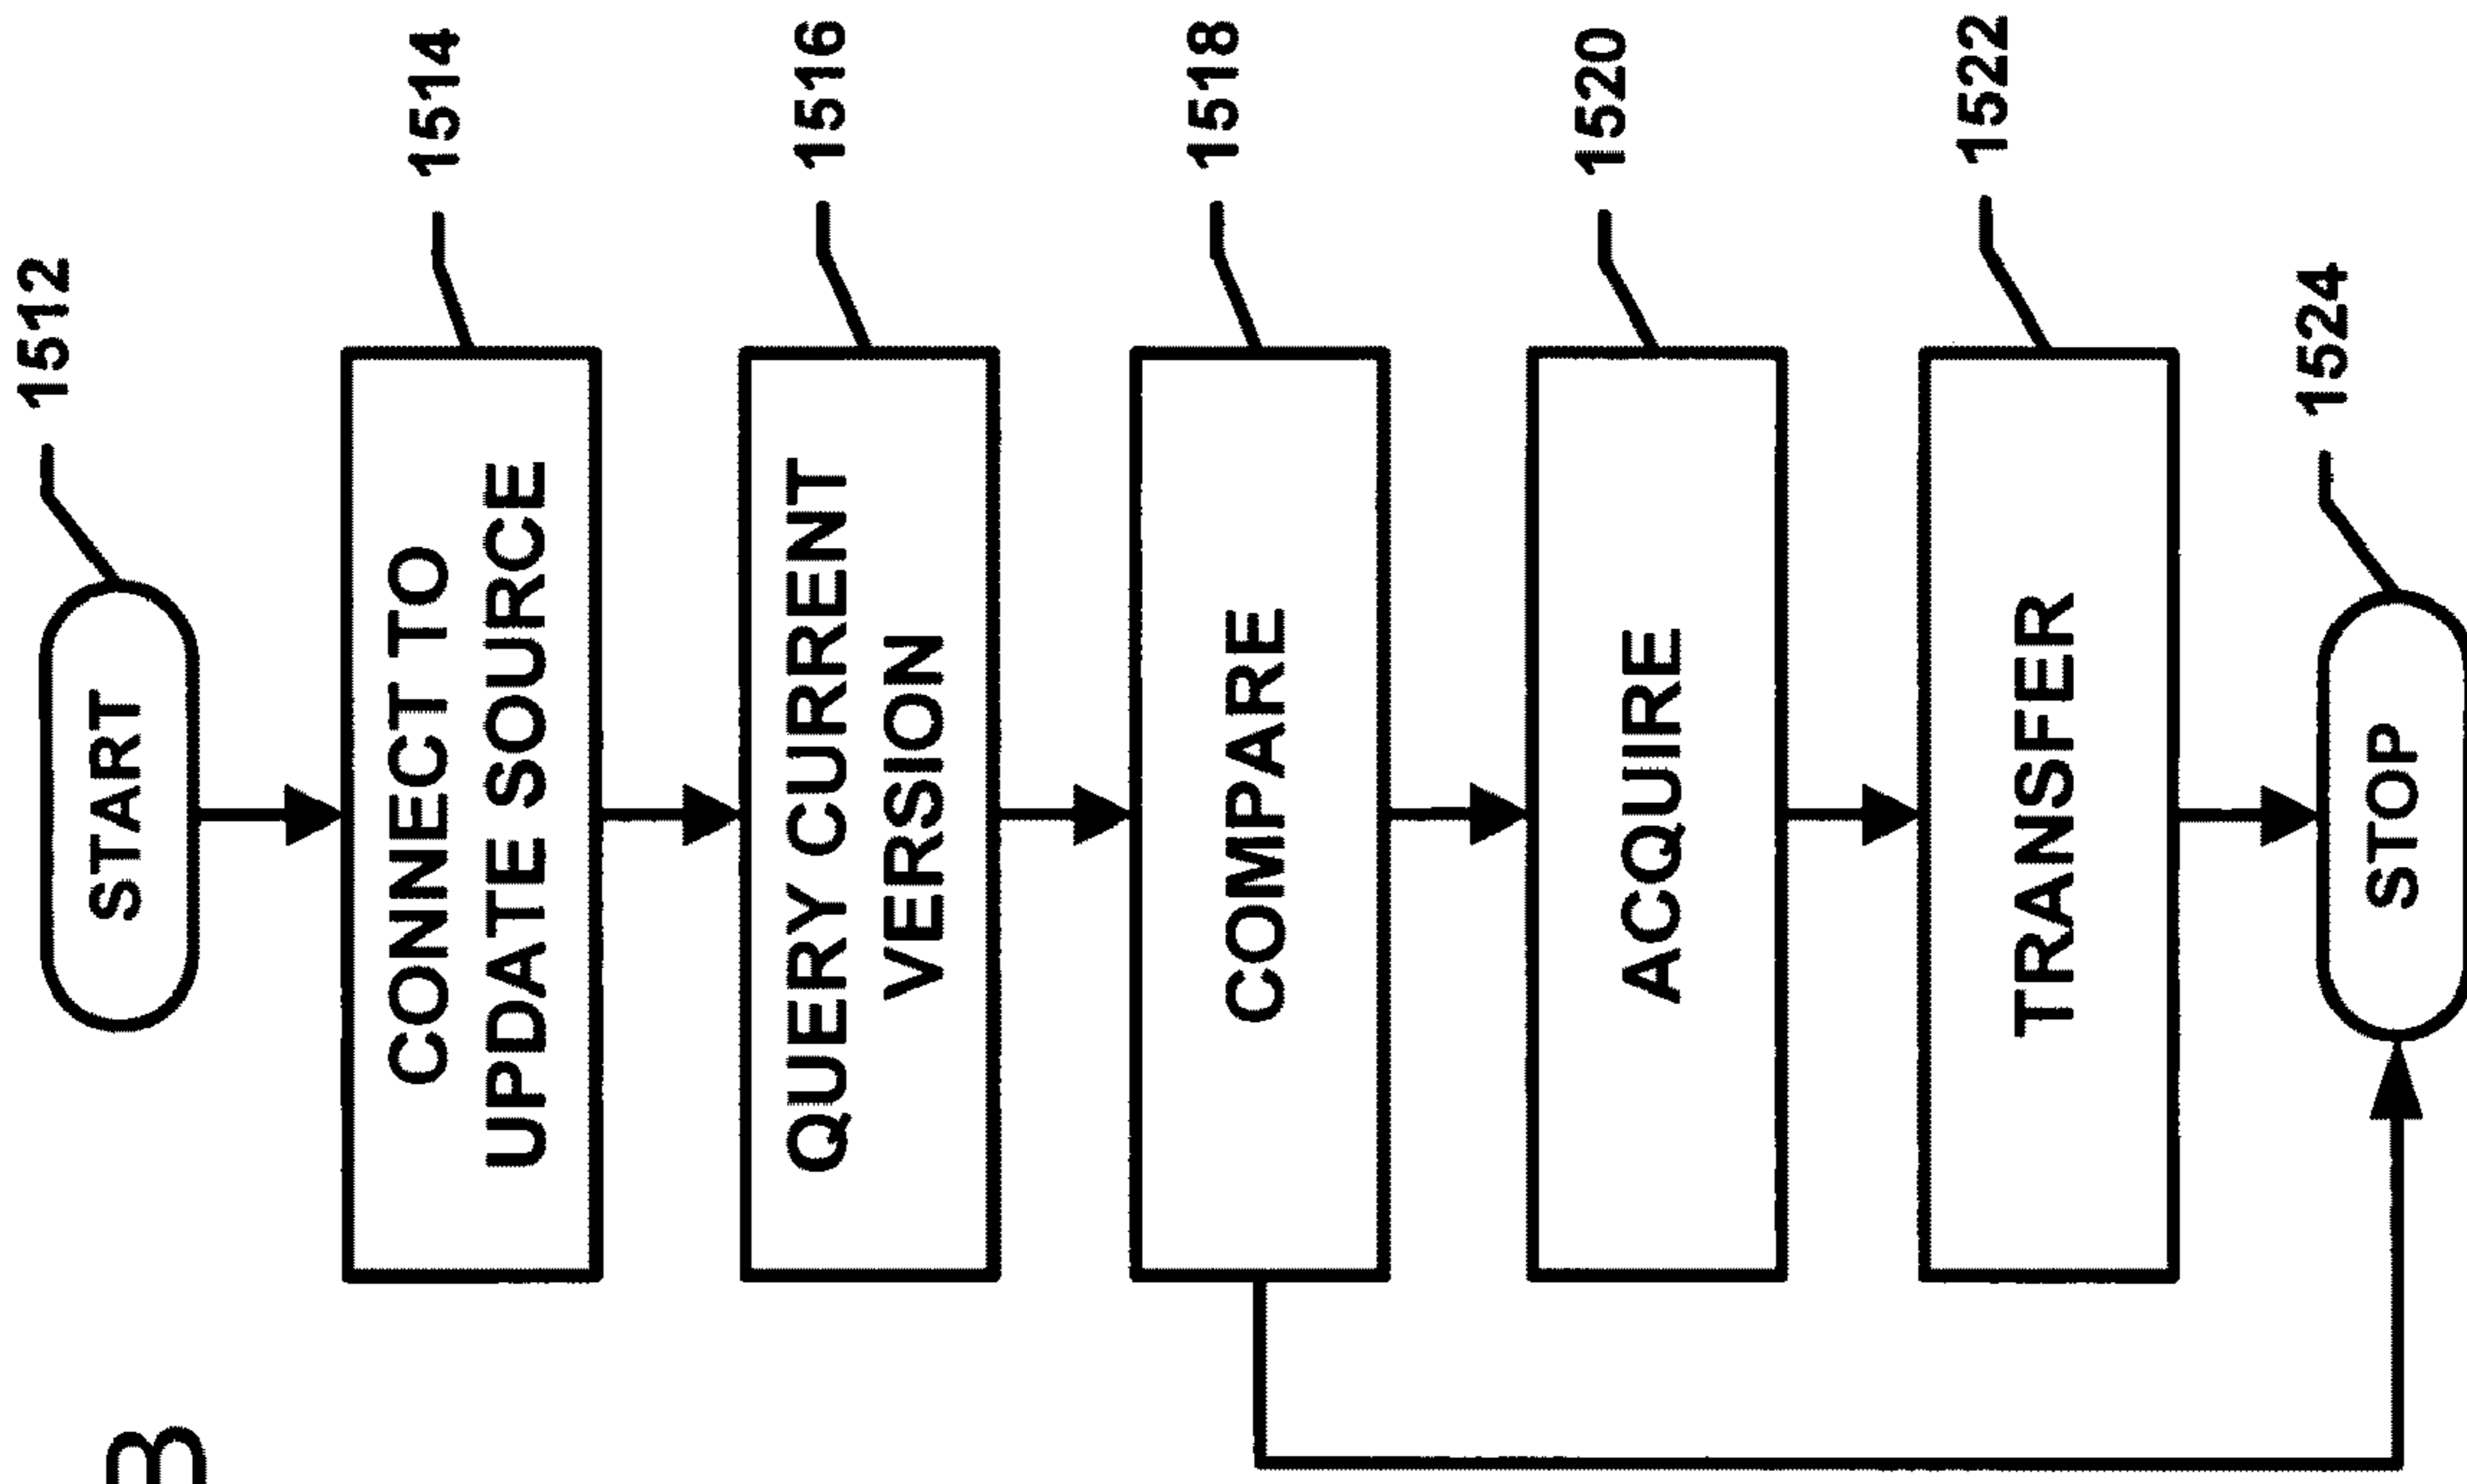 B
START
1512
CONNECT TO
UPDATE SOURCE
1514
QUERY CURRENT
VERSION
1516
COMPARE
1518
ACQUIRE
1520
TRANSFER
1522
STOP
1524